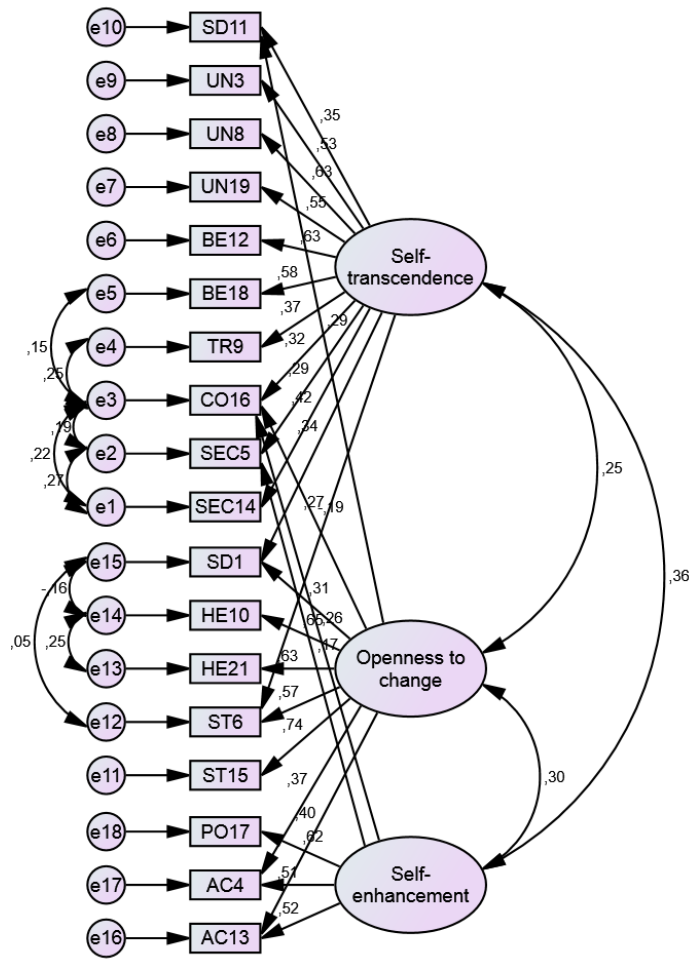 e10
SD11
e9
UN3
e8
UN8
e7
UN19
e6
BE12
e5
BE18
e4
TR9
e3
CO16
e2
SEC5
e1
SEC14
e15
SD1
e14
HE10
e13
HE21
e12
ST6
e11
ST15
e18
PO17
e17
AC4
e16
AC13
Self-
transcendence
Openness to
change
Self-
enhancement
,35
,53
,63
,55
,63
,58
,37
,29
,32
,29
,42
,34
,27
-,19
,31
,65
,26
,17
,63
,57
,74
,37
,40
,62
,51
,52
,15
,25
,19
,22
,27
-,16
,05
,25
,25
,36
,30